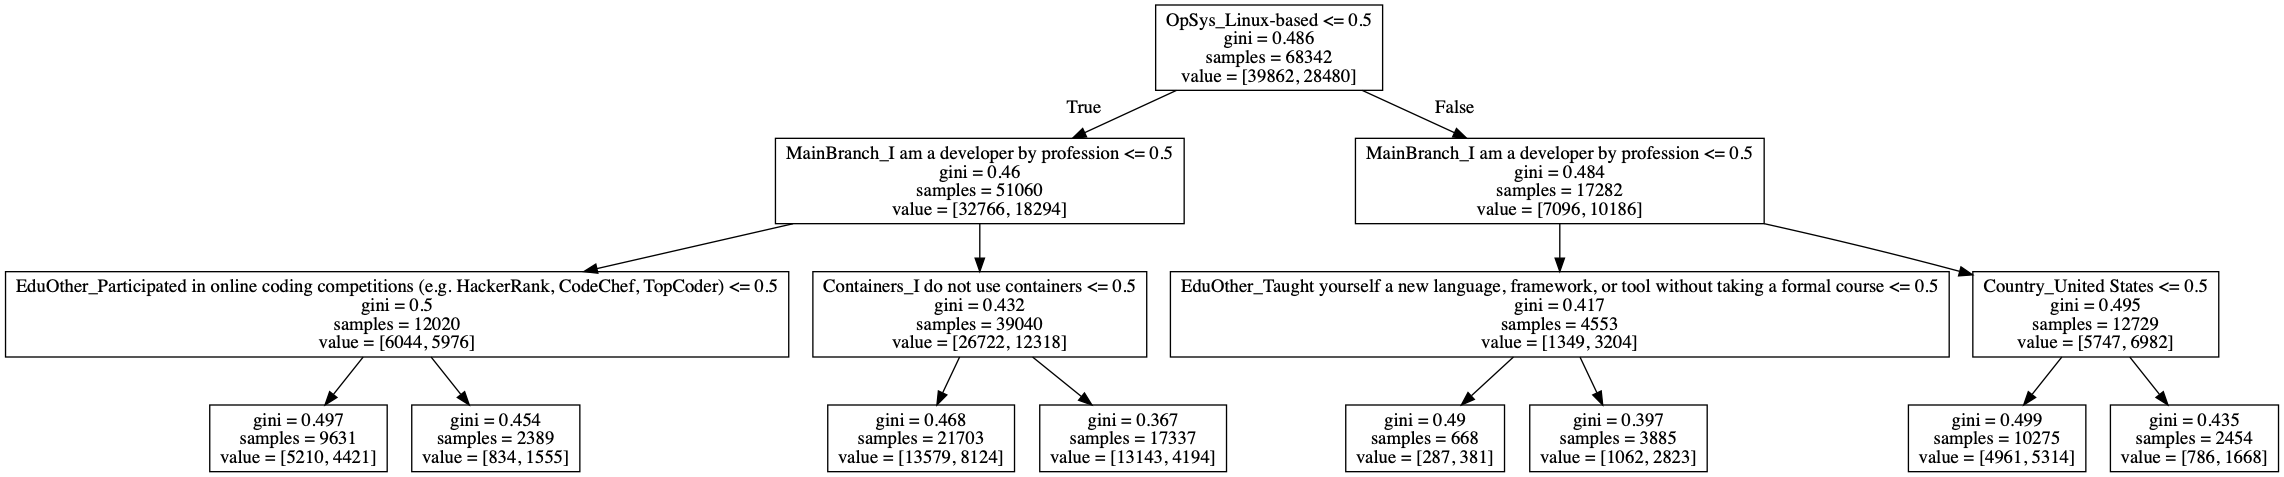 OpSys_Linux-based <= 0.5
gini = 0.486
samples = 68342
value = [39862, 28480]
True
False
MainBranch_I am a developer by profession <= 0.5
gini = 0.46
samples = 51060
value = [32766, 18294]
MainBranch_I am a developer by profession <= 0.5
gini = 0.484
samples = 17282
value = [7096, 10186]
EduOther_Participated in online coding competitions (e.g. HackerRank, CodeChef, TopCoder) <= 0.5
gini = 0.5
samples = 12020
value = [6044, 5976]
Containers_I do not use containers <= 0.5
gini = 0.432
samples = 39040
value = [26722, 12318]
EduOther_Taught yourself a new language, framework, or tool without taking a formal course <= 0.5
gini = 0.417
samples = 4553
value = [1349, 3204]
Country_United States <= 0.5
gini = 0.495
samples = 12729
value = [5747, 6982]
gini = 0.497
samples = 9631
value = [5210, 4421]
gini = 0.454
samples = 2389
value = [834, 1555]
gini = 0.468
samples = 21703
value = [13579, 8124]
gini = 0.367
samples = 17337
value = [13143, 4194]
gini = 0.49
samples = 668
value = [287, 381]
gini = 0.397
samples = 3885
value = [1062, 2823]
gini = 0.499
samples = 10275
value = [4961, 5314]
gini = 0.435
samples = 2454
value = [786, 1668]